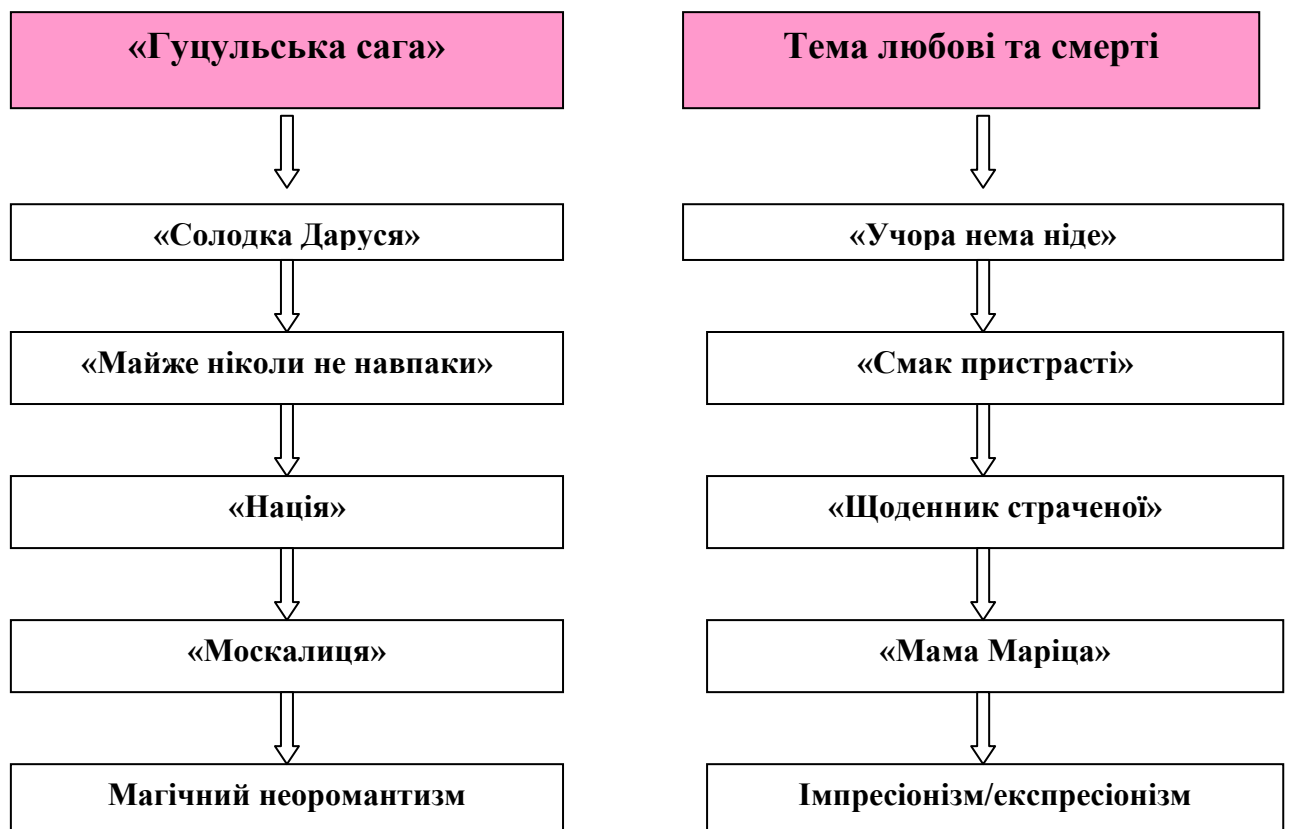 «Гуцульська сага»
«Солодка Даруся»
«Майже ніколи не навпаки»
«Нація»
«Москалиця»
Магічний неоромантизм
Тема любові та смерті
«Учора нема ніде»
«Смак пристрасті»
«Щоденник страченої»
«Мама Маріца»
Імпресіонізм/експресіонізм